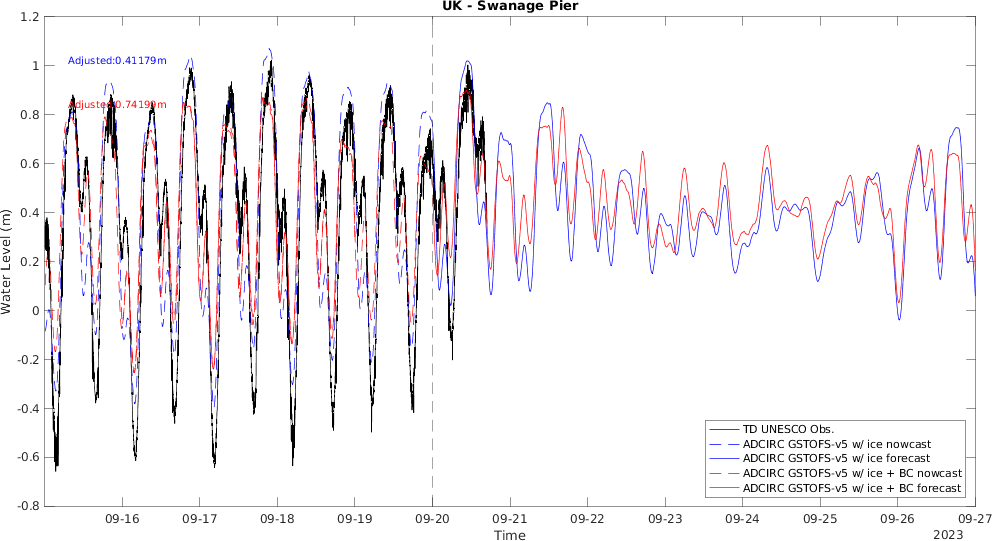 UK - Swanage Pier
1.2
1
0.8
0.6
0.4
0.2
0
-0.2
-0.4
-0.6
-0.8
Water Level (m)
Adjusted:0.41179m
Adjusted:0.74199m
TD UNESCO Obs.
ADCIRC GSTOFS-v5 w/ ice nowcast
ADCIRC GSTOFS-v5 w/ ice forecast
ADCIRC GSTOFS-v5 w/ ice + BC nowcast
ADCIRC GSTOFS-v5 w/ ice + BC forecast
09-16 09-17 09-18 09-19 09-20 09-21 09-22 09-23 09-24 09-25 09-26 09-27
Time
2023